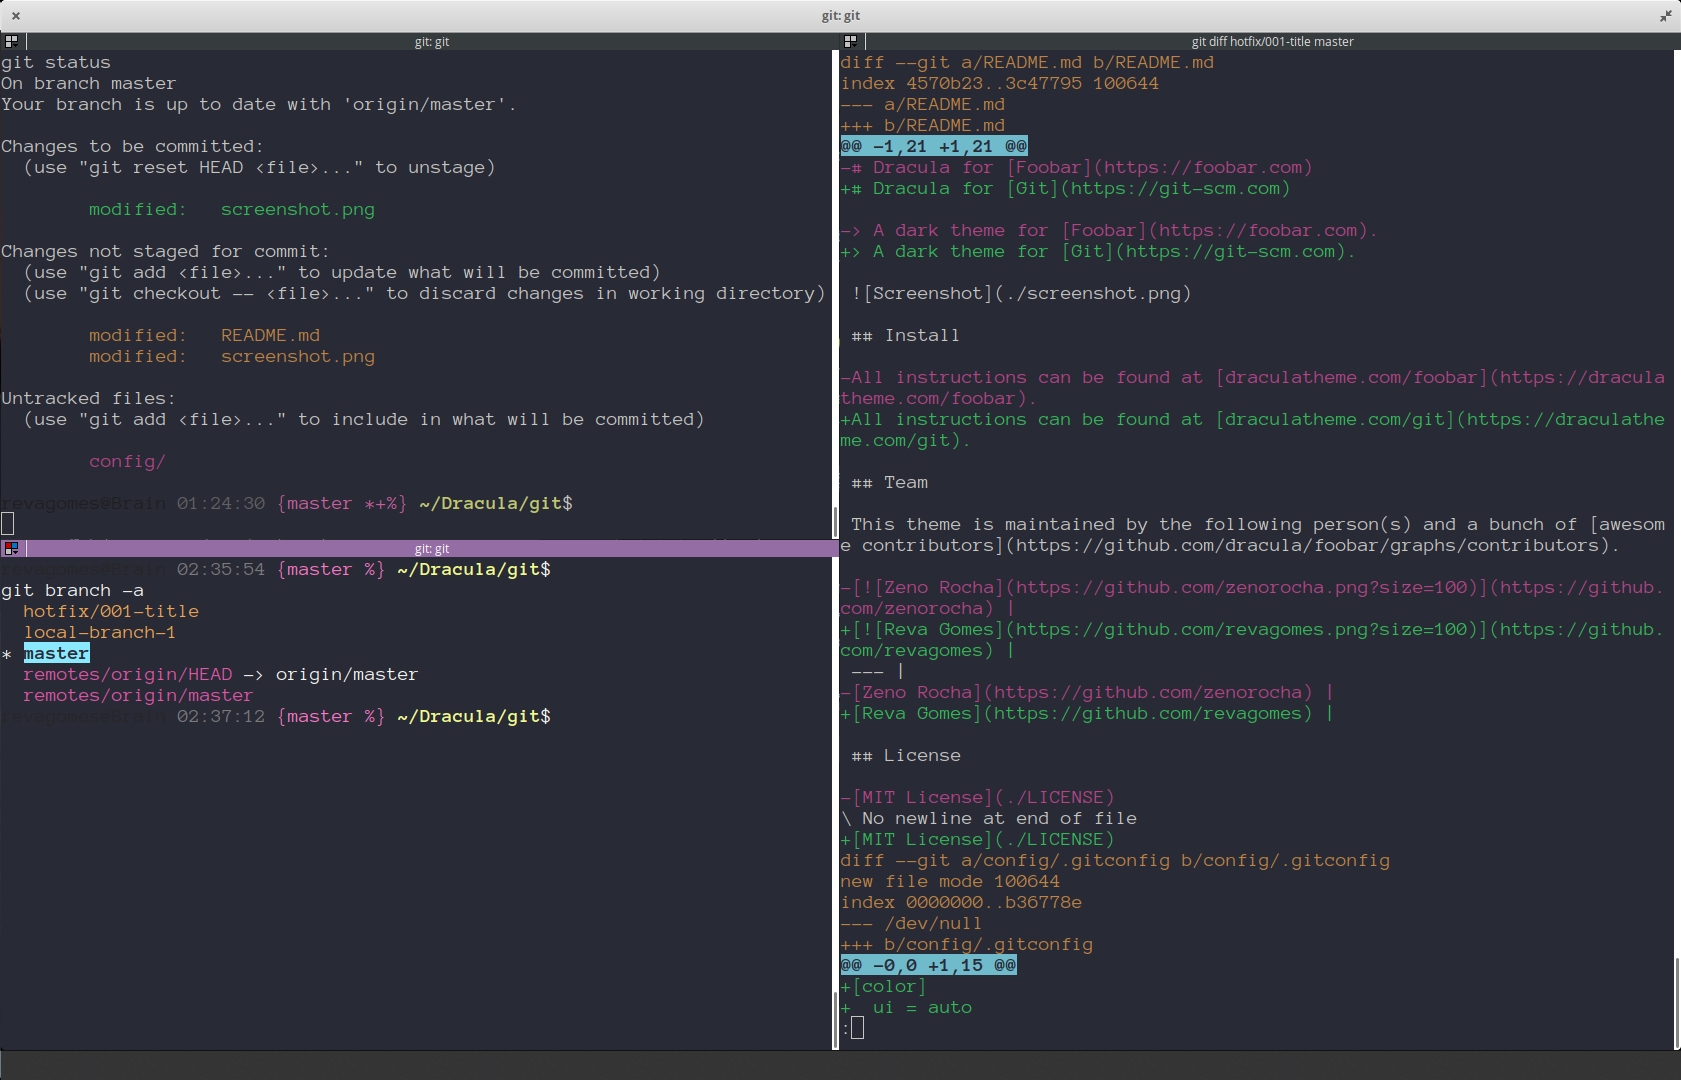 git: git
git: git
git status
On branch master
Your branch is up to date with 'origin/master'.
Changes to be committed:
(use "git reset HEAD <file>..." to unstage)
modified:   screenshot.png
Changes not staged for commit:
(use "git add <file>..." to update what will be committed)
(use "git checkout -- <file>..." to discard changes in working directory)
modified:   README.md
modified:   screenshot.png
Untracked files:
(use "git add <file>..." to include in what will be committed)
config/
revagomes@Brain 01:24:30 {master *+%} ~/Dracula/git$
git: git
revagomes@Brain 02:35:54 {master %} ~/Dracula/git$
git branch -a
hotfix/001-title
local-branch-1
* master
remotes/origin/HEAD -> origin/master
remotes/origin/master
revagomes@Brain 02:37:12 {master %} ~/Dracula/git$
git diff hotfix/001-title master
diff --git a/README.md b/README.md
index 4570b23..3c47795 100644
--- a/README.md
+++ b/README.md
@@ -1,21 +1,21 @@
-# Dracula for [Foobar](https://foobar.com)
+# Dracula for [Git](https://git-scm.com)
-> A dark theme for [Foobar](https://foobar.com).
+> A dark theme for [Git](https://git-scm.com).
![Screenshot](./screenshot.png)
## Install
-All instructions can be found at [draculatheme.com/foobar](https://dracula
theme.com/foobar).
+All instructions can be found at [draculatheme.com/git](https://draculathe
me.com/git).
## Team
This theme is maintained by the following person(s) and a bunch of [awesom
e contributors](https://github.com/dracula/foobar/graphs/contributors).
-[![Zeno Rocha](https://github.com/zenorocha.png?size=100)](https://github.
com/zenorocha) |
+[![Reva Gomes](https://github.com/revagomes.png?size=100)](https://github.
com/revagomes) |
--- |
-[Zeno Rocha](https://github.com/zenorocha) |
+[Reva Gomes](https://github.com/revagomes) |
## License
-[MIT License](./LICENSE)
\ No newline at end of file
+[MIT License](./LICENSE)
diff --git a/config/.gitconfig b/config/.gitconfig
new file mode 100644
index 0000000..b36778e
--- /dev/null
+++ b/config/.gitconfig
@@ -0,0 +1,15 @@
+[color]
+  ui = auto
: